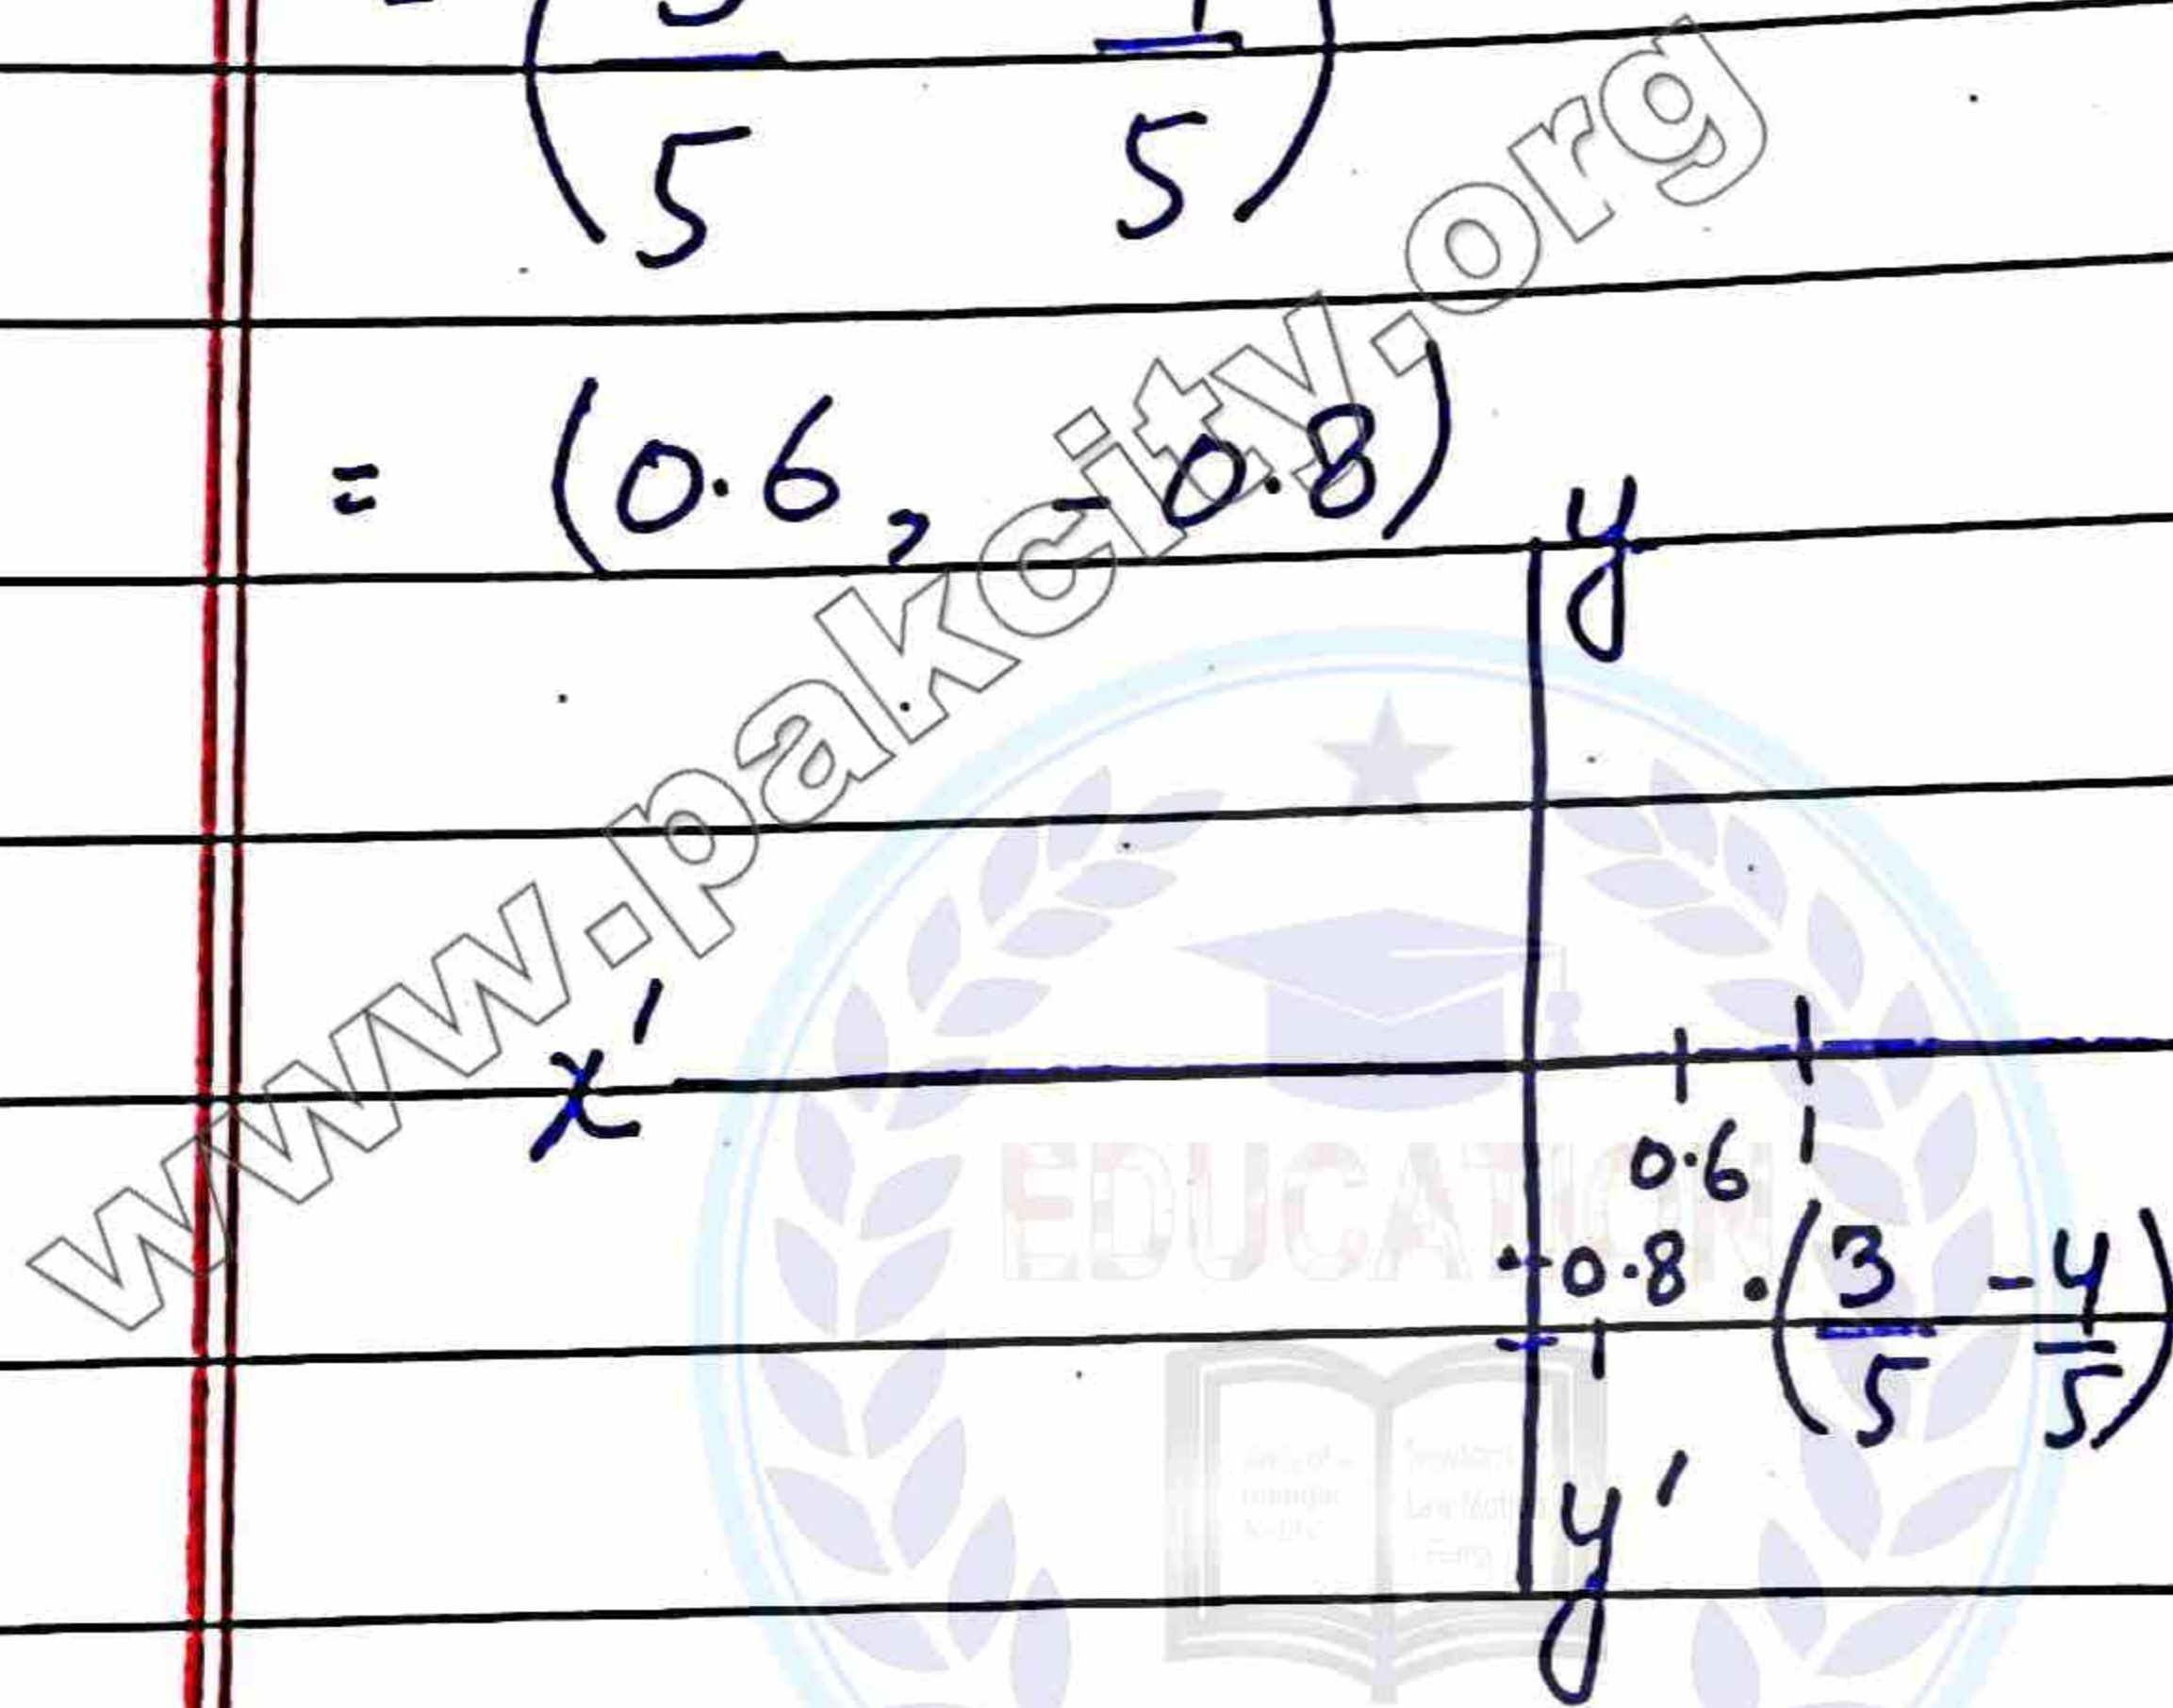 5 5
= (0.6, - 0.8)
y
x'
0.6
-0.8 . (3/5 -4/5)
1 1
y'
www.pakcity.org
EDUCATION